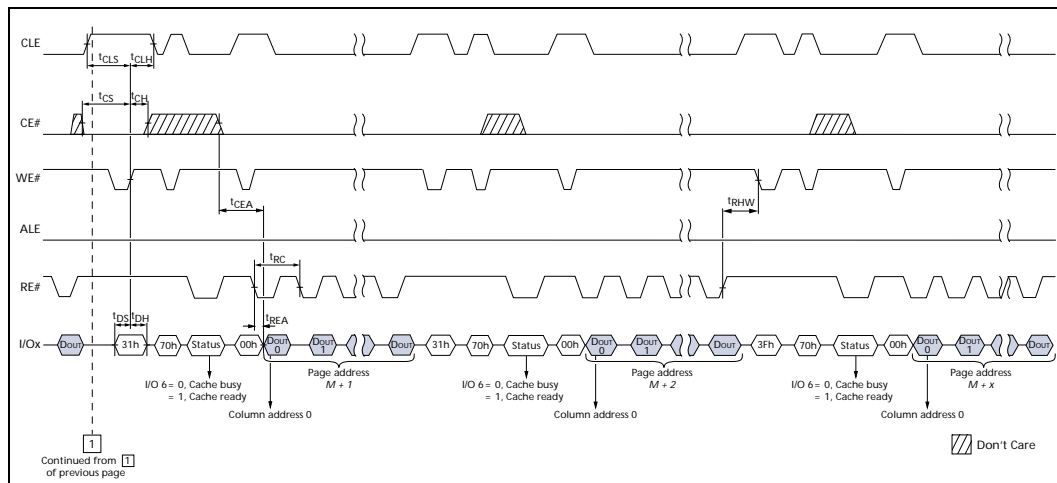 CLE
tCLS tCLH
tCS tCH
CE#
WE#
tCEA
tRHW
ALE
tRC
RE#
tREA
tDS tDH
I/Ox DOUT 31h 70h Status 00h DOUT 0 DOUT 1 DOUT 31h 70h Status 00h DOUT 0 DOUT 1 DOUT 3Fh 70h Status 00h DOUT 0 DOUT 1 DOUT
Page address M + 1
Page address M + 2
Page address M + x
I/O 6 = 0, Cache busy
= 1, Cache ready
I/O 6 = 0, Cache busy
= 1, Cache ready
I/O 6 = 0, Cache busy
= 1, Cache ready
Column address 0
Column address 0
Column address 0
1
Continued from 1
of previous page
Don't Care